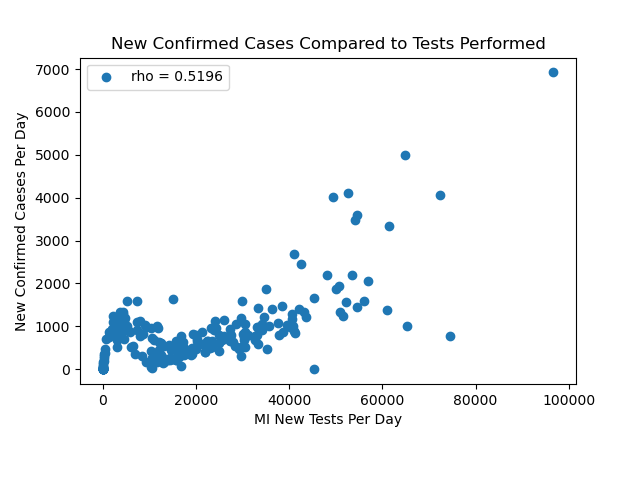 New Confirmed Cases Compared to Tests Performed
rho = 0.5196
New Confirmed Caeses Per Day
7000
6000
5000
4000
3000
2000
1000
0
0 20000 40000 60000 80000 100000
MI New Tests Per Day